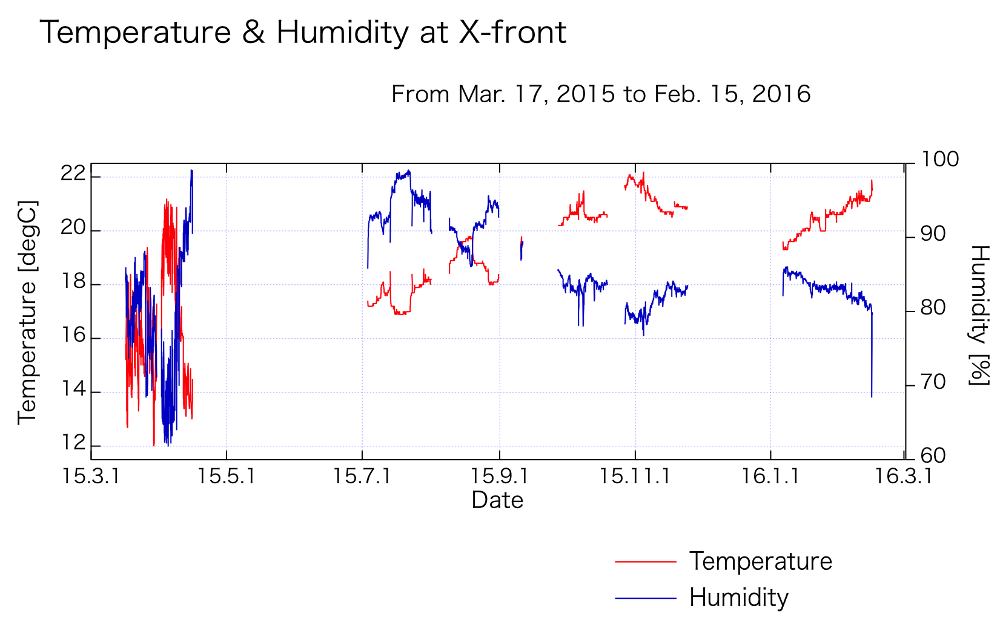 Temperature & Humidity at X-front
From Mar. 17, 2015 to Feb. 15, 2016
Temperature [degC]
22
20
18
16
14
12
100
90
80
70
60
Humidity [%]
15.3.1 15.5.1 15.7.1 15.9.1 15.11.1 16.1.1 16.3.1
Date
Temperature
Humidity